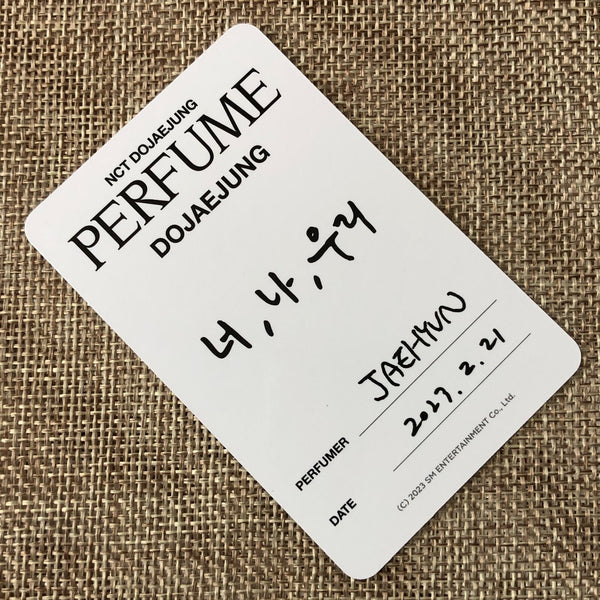 NCT DOJAEJUNG
PERFUME
DOJAEJUNG
너,나,우리
PERFUMER JAEHYUN
DATE 2023.2.21
(C) 2023 SM ENTERTAINMENT Co., Ltd.